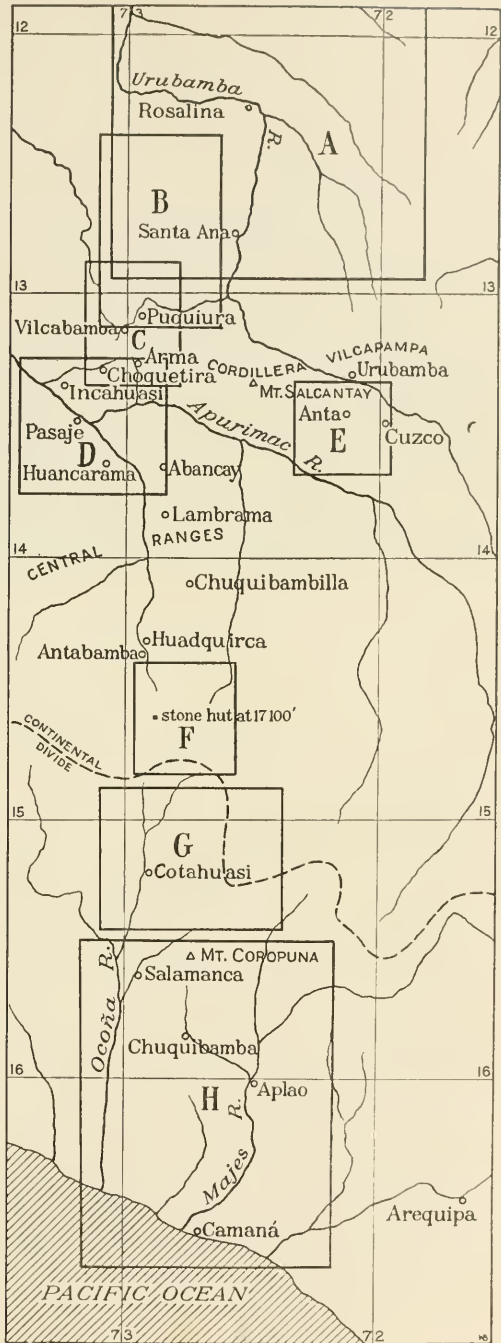 73 72
12 12
Urubamba
Rosalina
R.
A
B
Santa Ana
13 13
Puquiura
Vilcabamba
C
Arma
CORDILLERA VILCAPAMPA
Choquetira
MT. SALCANTAY
Urubamba
Incahuasi
Anta
Pasaje
Apurimac R.
E
Cuzco
D
Huancarama
Abancay
Lambrama
CENTRAL RANGES
14 14
Chuquibambilla
Huadquirca
Antabamba
stone hut at 17100'
F
CONTINENTAL
DIVIDE
15 15
G
Cotahuasi
MT. COROPUNA
Salamanca
Ocoña R.
Chuquibamba
16 16
Aplao
H
Majes R.
Camaná
Arequipa
PACIFIC OCEAN
73 72